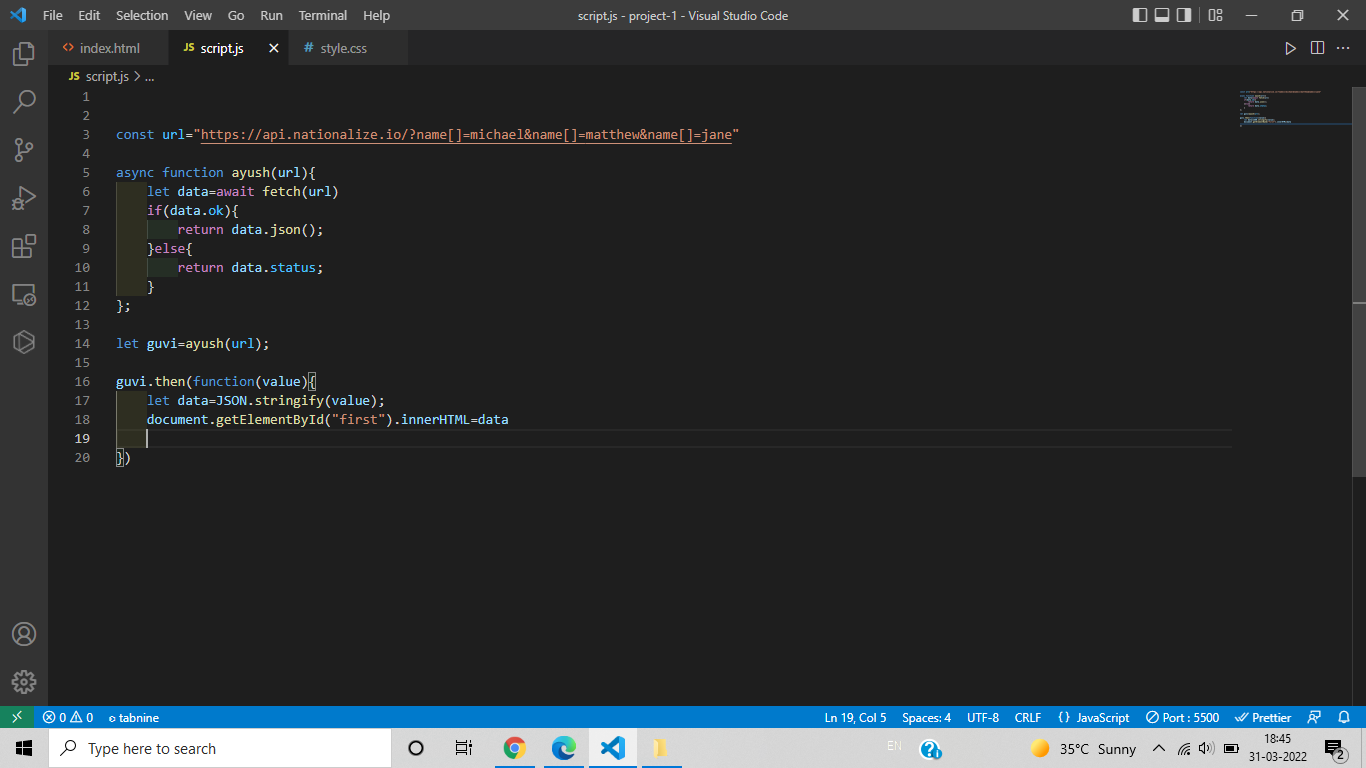 File Edit Selection View Go Run Terminal Help script.js - project-1 - Visual Studio Code
<> index.html JS script.js # style.css
JS script.js > ...
1
2
3 const url="https://api.nationalize.io/?name[]=michael&name[]=matthew&name[]=jane"
4
5 async function ayush(url){
6 let data=await fetch(url)
7 if(data.ok){
8 return data.json();
9 }else{
10 return data.status;
11 }
12 };
13
14 let guvi=ayush(url);
15
16 guvi.then(function(value){
17 let data=JSON.stringify(value);
18 document.getElementById("first").innerHTML=data
19
20 })
0 0 tabnine Ln 19, Col 5 Spaces: 4 UTF-8 CRLF {} JavaScript Port : 5500 Prettier
Type here to search EN 35°C Sunny 18:45
31-03-2022 2